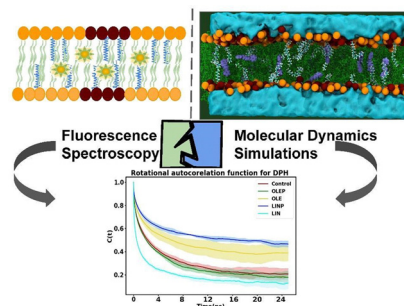 Fluorescence
Spectroscopy
Molecular Dynamics
Simulations
Rotational autocorelation function for DPH
Control
OLEP
OLE
LINP
LIN
C(t)
1.0
0.8
0.6
0.4
0.2
0
4
8
12
16
20
24
Time(ns)